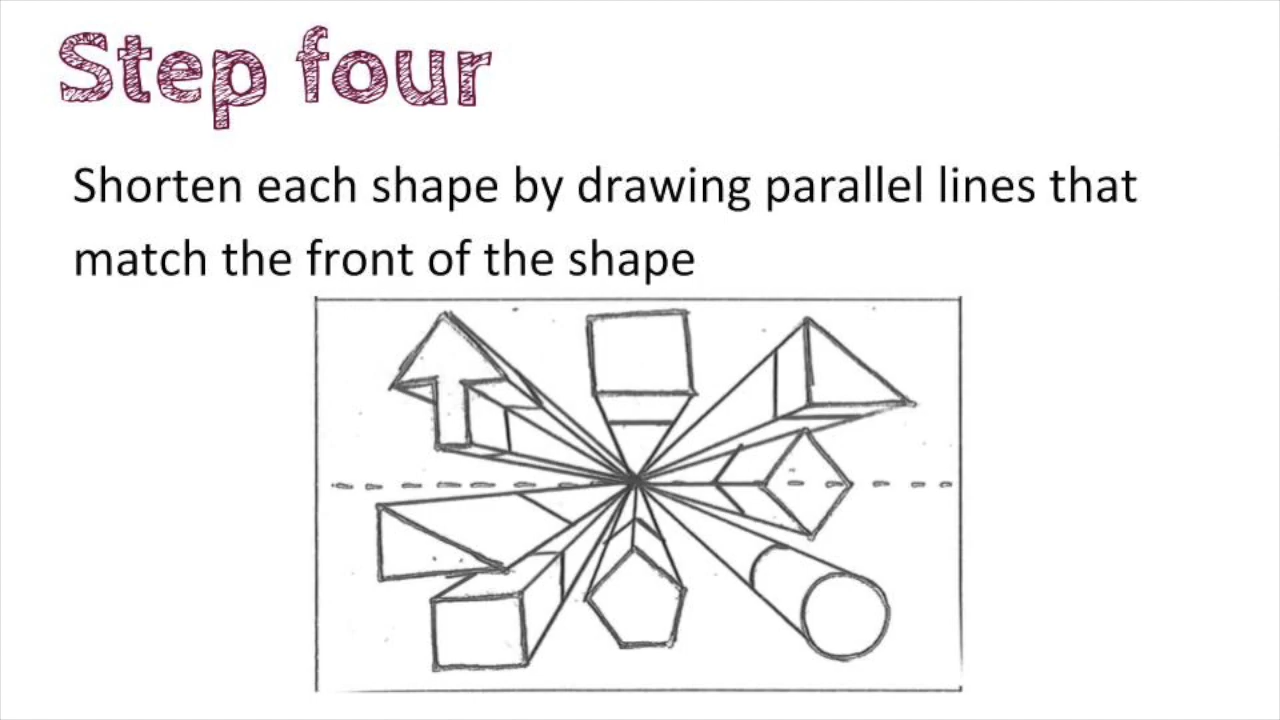 Step four
Shorten each shape by drawing parallel lines that
match the front of the shape